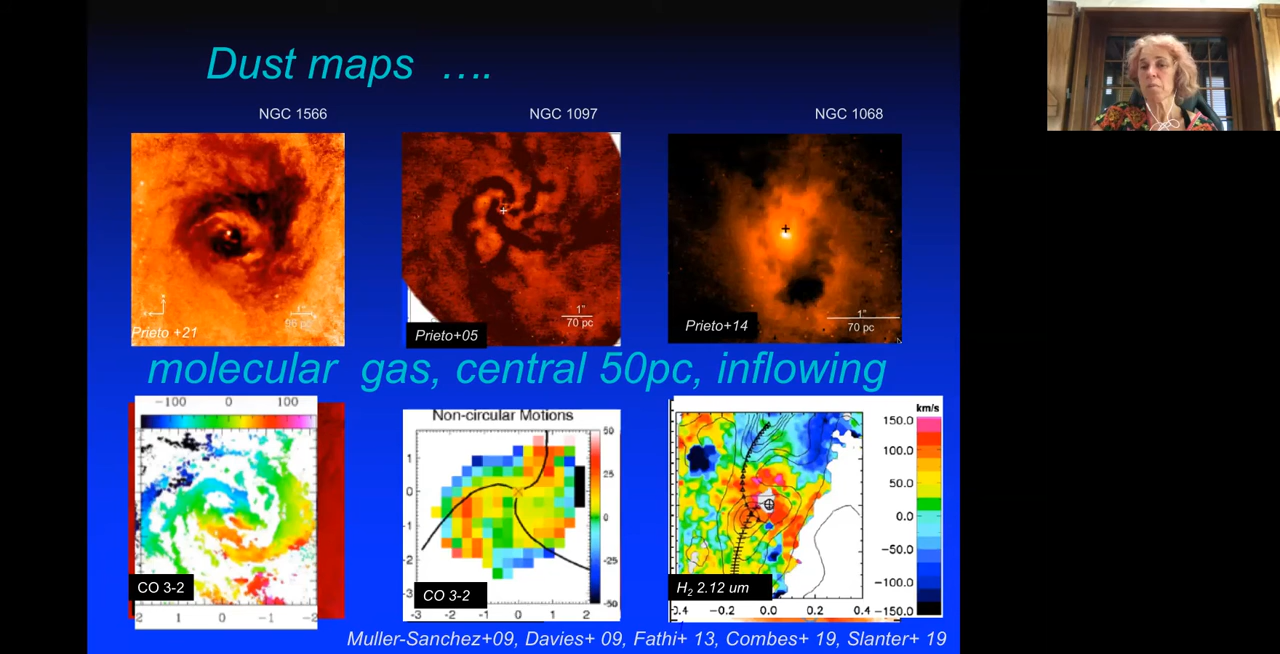 Dust maps ....
NGC 1566
NGC 1097
NGC 1068
Prieto +21
1"
96 pc
Prieto+05
1"
70 pc
Prieto+14
1"
70 pc
molecular gas, central 50pc, inflowing
-100 0 100
CO 3-2
2 1 0 -1 -2
Non-circular Motions
50
25
0
-25
-50
1
0
-1
-2
-3
CO 3-2
-3 -2 -1 0 1 2
km/s
150.0
100.0
50.0
0.0
-50.0
-100.0
-150.0
H2 2.12 um
-0.4 -0.2 0.0 0.2 0.4
Muller-Sanchez+09, Davies+ 09, Fathi+ 13, Combes+ 19, Slanter+ 19